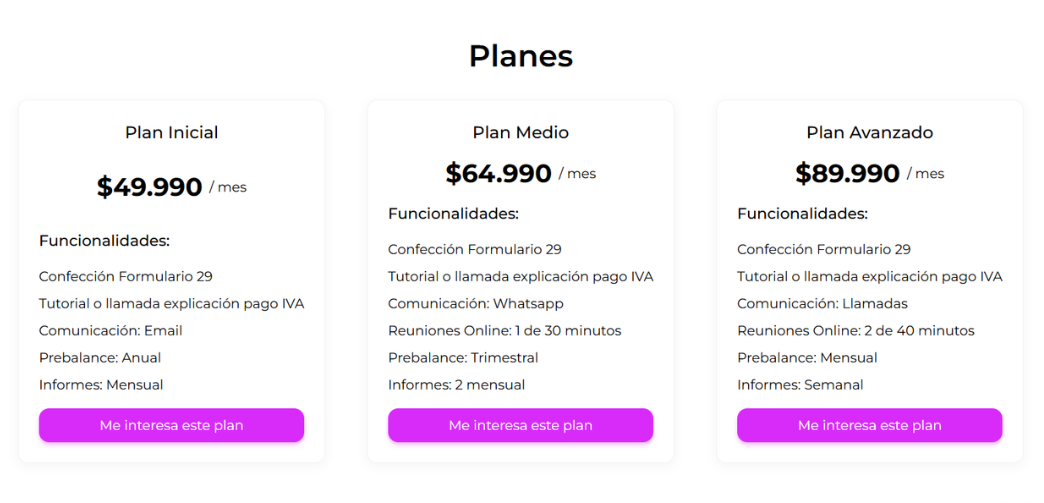 Planes
Plan Inicial
$49.990 / mes
Funcionalidades:
Confección Formulario 29
Tutorial o llamada explicación pago IVA
Comunicación: Email
Prebalance: Anual
Informes: Mensual
Me interesa este plan
Plan Medio
$64.990 / mes
Funcionalidades:
Confección Formulario 29
Tutorial o llamada explicación pago IVA
Comunicación: Whatsapp
Reuniones Online: 1 de 30 minutos
Prebalance: Trimestral
Informes: 2 mensual
Me interesa este plan
Plan Avanzado
$89.990 / mes
Funcionalidades:
Confección Formulario 29
Tutorial o llamada explicación pago IVA
Comunicación: Llamadas
Reuniones Online: 2 de 40 minutos
Prebalance: Mensual
Informes: Semanal
Me interesa este plan